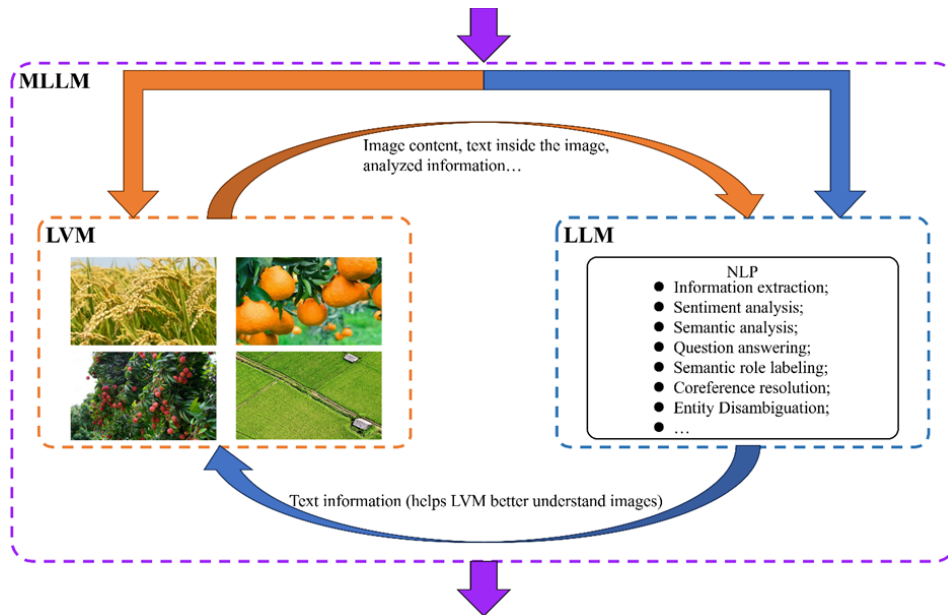 MLLM
Image content, text inside the image,
analyzed information…
LVM
LLM
NLP
● Information extraction;
● Sentiment analysis;
● Semantic analysis;
● Question answering;
● Semantic role labeling;
● Coreference resolution;
● Entity Disambiguation;
● …
Text information (helps LVM better understand images)